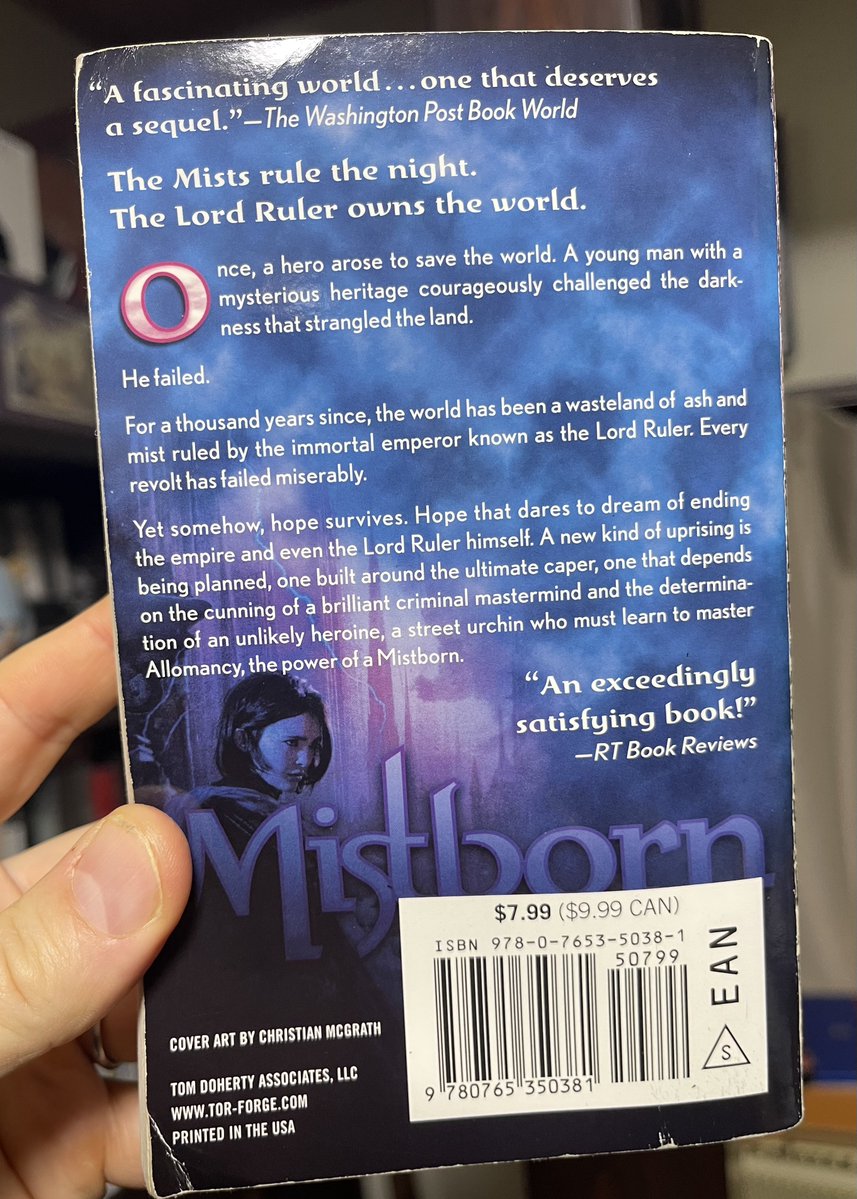 “A fascinating world...one that deserves
a sequel.”—The Washington Post Book World
The Mists rule the night.
The Lord Ruler owns the world.
Once, a hero arose to save the world. A young man with a
mysterious heritage courageously challenged the dark-
ness that strangled the land.
He failed.
For a thousand years since, the world has been a wasteland of ash and
mist ruled by the immortal emperor known as the Lord Ruler. Every
revolt has failed miserably.
Yet somehow, hope survives. Hope that dares to dream of ending
the empire and even the Lord Ruler himself. A new kind of uprising is
being planned, one built around the ultimate caper, one that depends
on the cunning of a brilliant criminal mastermind and the determina-
tion of an unlikely heroine, a street urchin who must learn to master
Allomancy, the power of a Mistborn.
“An exceedingly
satisfying book!”
—RT Book Reviews
Mistborn
$7.99 ($9.99 CAN)
ISBN 978-0-7653-5038-1
50799
EAN
S
9 780765 350381
COVER ART BY CHRISTIAN MCGRATH
TOM DOHERTY ASSOCIATES, LLC
WWW.TOR-FORGE.COM
PRINTED IN THE USA